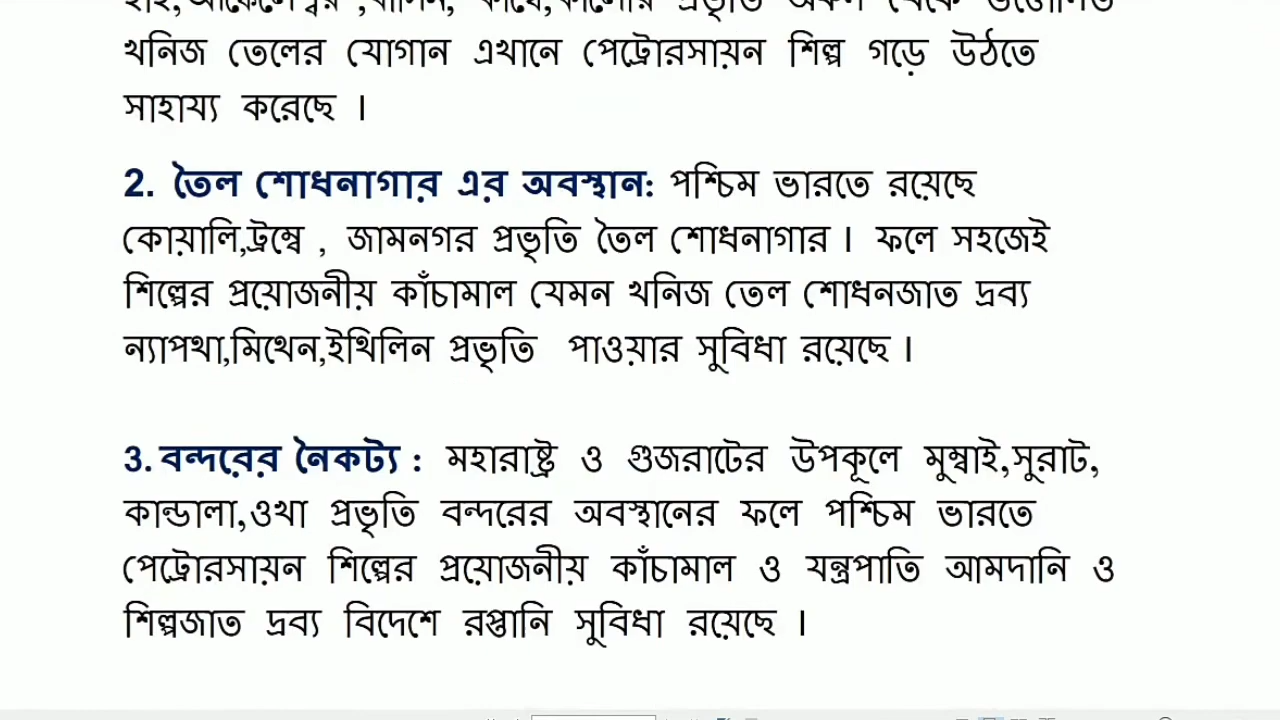 খনিজ তেলের যোগান এখানে পেট্রোরসায়ন শিল্প গড়ে উঠতে
সাহায্য করেছে ।
2. তৈল শোধনাগার এর অবস্থান: পশ্চিম ভারতে রয়েছে
কোয়ালি,ট্রম্বে , জামনগর প্রভৃতি তৈল শোধনাগার । ফলে সহজেই
শিল্পের প্রয়োজনীয় কাঁচামাল যেমন খনিজ তেল শোধনজাত দ্রব্য
ন্যাপথা,মিথেন,ইথিলিন প্রভৃতি পাওয়ার সুবিধা রয়েছে ।
3. বন্দরের নৈকট্য : মহারাষ্ট্র ও গুজরাটের উপকূলে মুম্বাই,সুরাট,
কান্ডালা,ওখা প্রভৃতি বন্দরের অবস্থানের ফলে পশ্চিম ভারতে
পেট্রোরসায়ন শিল্পের প্রয়োজনীয় কাঁচামাল ও যন্ত্রপাতি আমদানি ও
শিল্পজাত দ্রব্য বিদেশে রপ্তানি সুবিধা রয়েছে ।